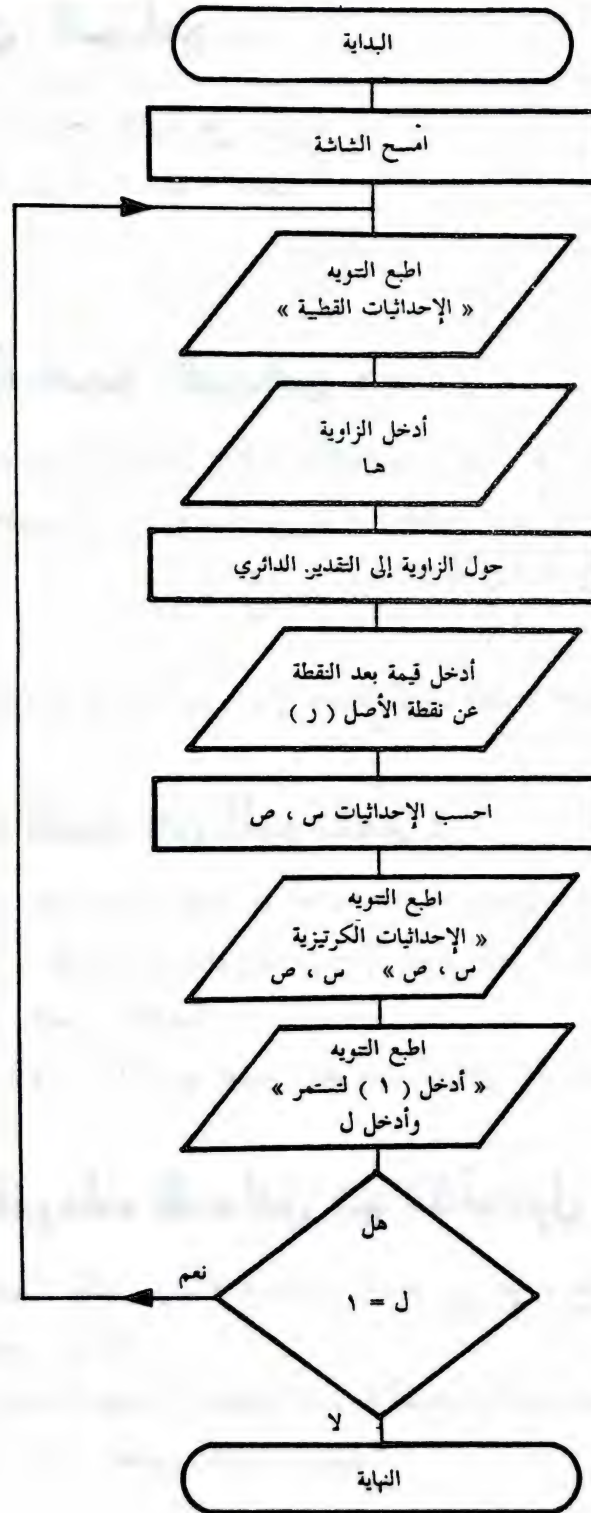 البداية
امسح الشاشة
اطبع التنويه
« الإحداثيات القطبية »
أدخل الزاوية
هـا
حول الزاوية إلى التقدير الدائري
أدخل قيمة بعد النقطة
عن نقطة الأصل ( ر )
احسب الإحداثيات س ، ص
اطبع التنويه
« الإحداثيات الكرتيزية
س ، ص » س ، ص
اطبع التنويه
« أدخل ( ١ ) لتستمر »
وأدخل ل
هل
ل = ١
نعم
لا
النهاية